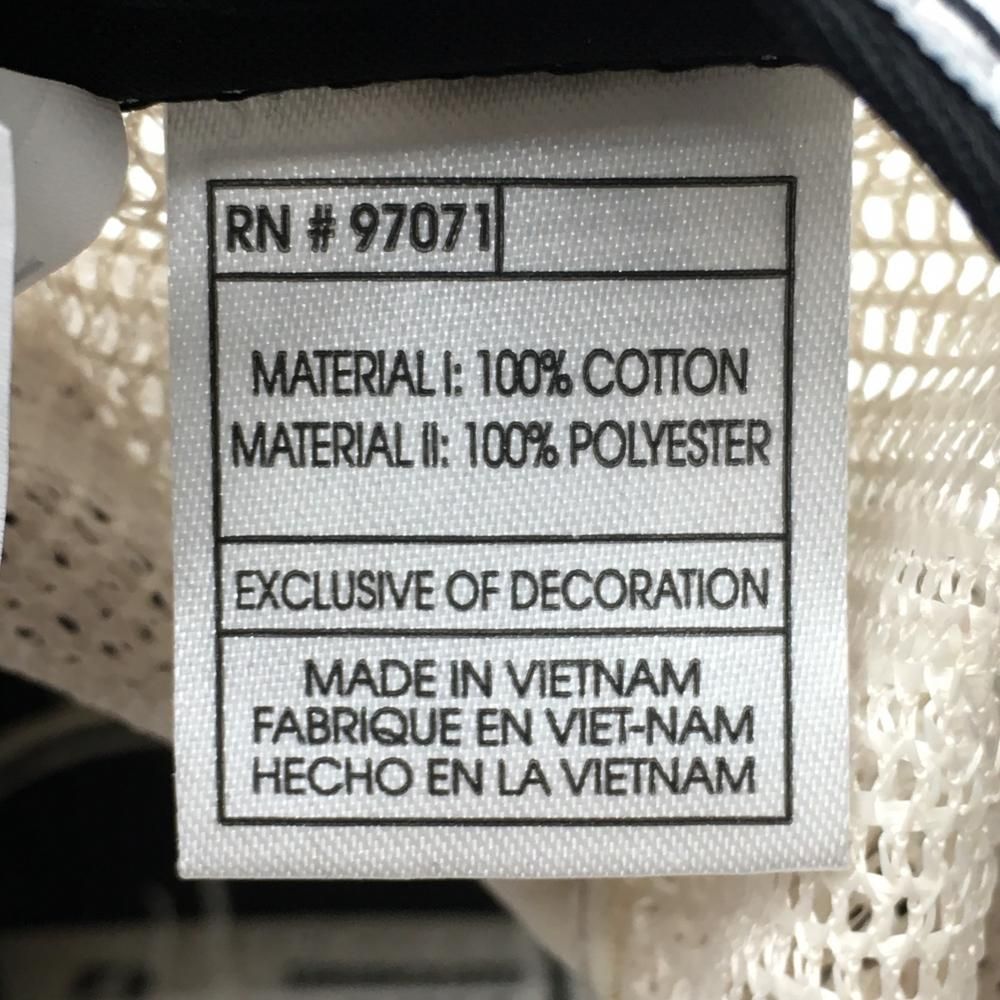 RN # 97071
MATERIAL I: 100% COTTON
MATERIAL II: 100% POLYESTER
EXCLUSIVE OF DECORATION
MADE IN VIETNAM
FABRIQUE EN VIET-NAM
HECHO EN LA VIETNAM